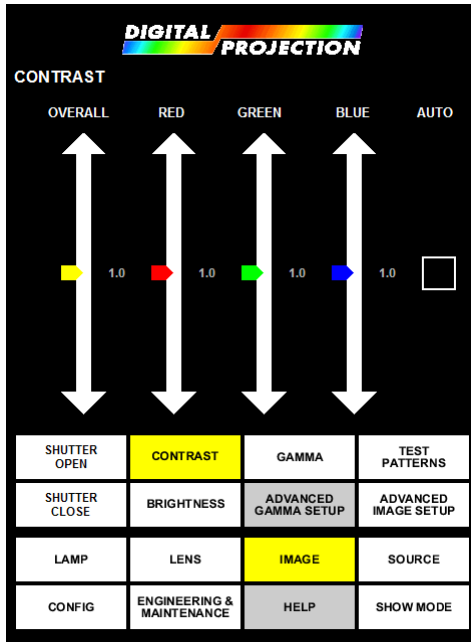 DIGITAL
PROJECTION
CONTRAST
OVERALL RED GREEN BLUE AUTO
1.0 1.0 1.0 1.0
SHUTTER OPEN
CONTRAST
GAMMA
TEST PATTERNS
SHUTTER CLOSE
BRIGHTNESS
ADVANCED GAMMA SETUP
ADVANCED IMAGE SETUP
LAMP
LENS
IMAGE
SOURCE
CONFIG
ENGINEERING & MAINTENANCE
HELP
SHOW MODE